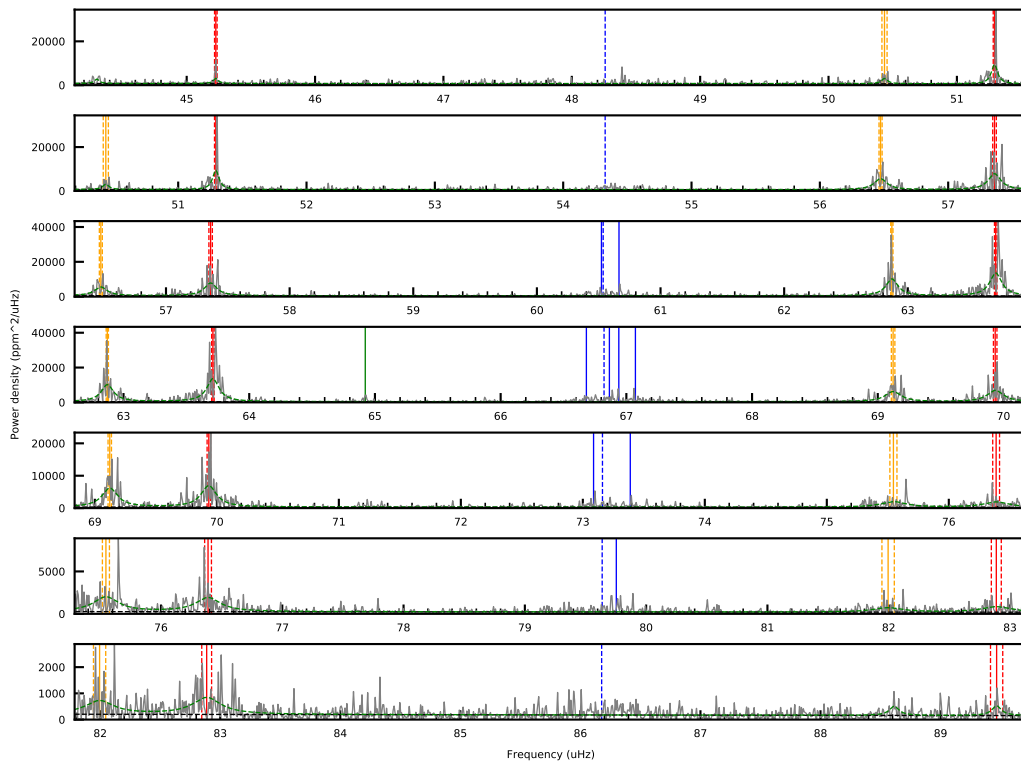 20000
0
45 46 47 48 49 50 51
20000
0
51 52 53 54 55 56 57
40000
20000
0
57 58 59 60 61 62 63
40000
20000
0
63 64 65 66 67 68 69 70
Power density (ppm^2/uHz)
20000
10000
0
69 70 71 72 73 74 75 76
5000
0
76 77 78 79 80 81 82 83
2000
1000
0
82 83 84 85 86 87 88 89
Frequency (uHz)